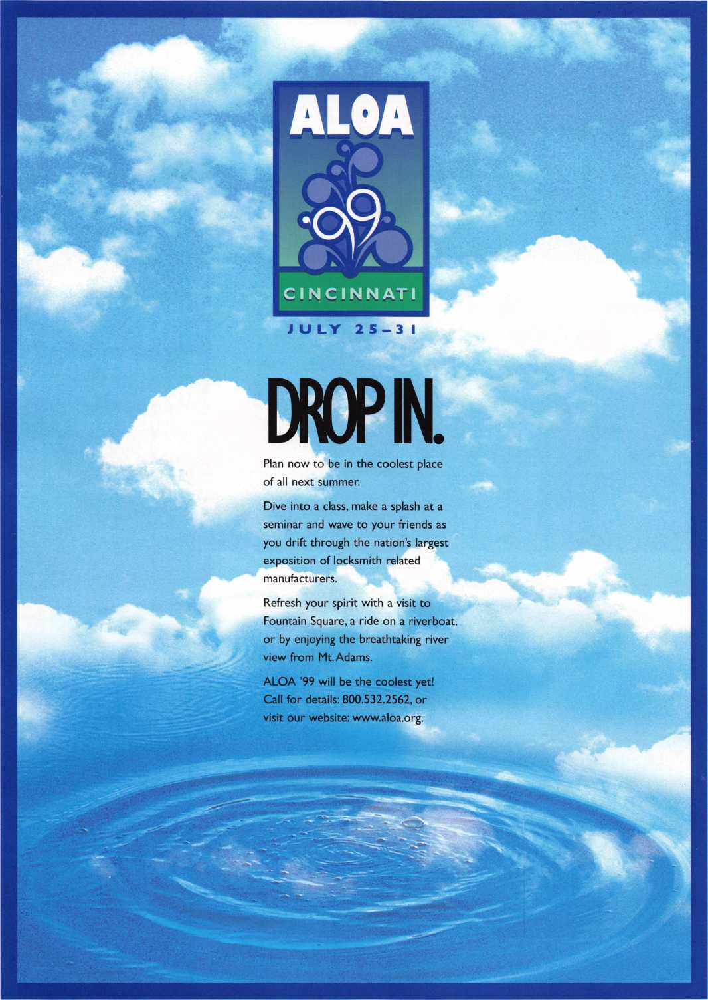 ALOA
'99
CINCINNATI
JULY 25–31
DROP IN.
Plan now to be in the coolest place
of all next summer.
Dive into a class, make a splash at a
seminar and wave to your friends as
you drift through the nation's largest
exposition of locksmith related
manufacturers.
Refresh your spirit with a visit to
Fountain Square, a ride on a riverboat,
or by enjoying the breathtaking river
view from Mt. Adams.
ALOA '99 will be the coolest yet!
Call for details: 800.532.2562, or
visit our website: www.aloa.org.